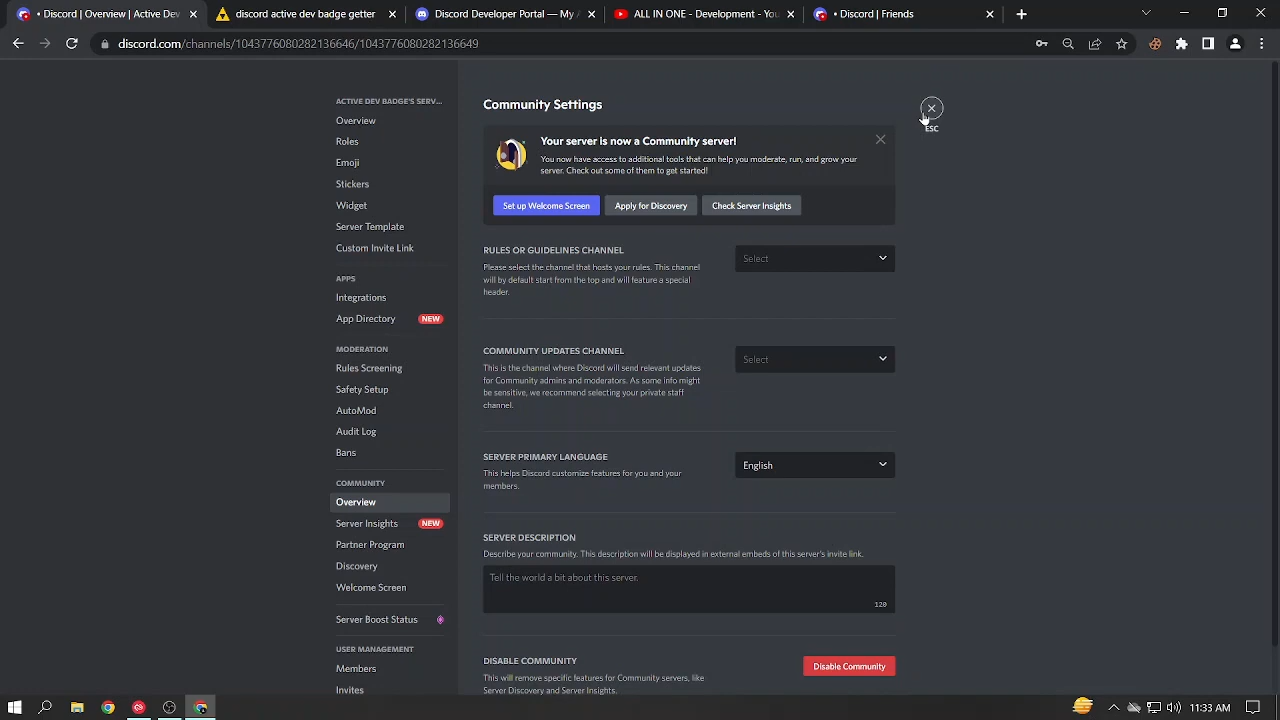 • Discord | Overview | Active Dev
discord active dev badge getter
Discord Developer Portal — My A
ALL IN ONE - Development - You
• Discord | Friends
discord.com/channels/1043776080282136646/1043776080282136649
ACTIVE DEV BADGE'S SERV...
Overview
Roles
Emoji
Stickers
Widget
Server Template
Custom Invite Link
APPS
Integrations
App Directory NEW
MODERATION
Rules Screening
Safety Setup
AutoMod
Audit Log
Bans
COMMUNITY
Overview
Server Insights NEW
Partner Program
Discovery
Welcome Screen
Server Boost Status
USER MANAGEMENT
Members
Invites
Community Settings
ESC
Your server is now a Community server!
You now have access to additional tools that can help you moderate, run, and grow your
server. Check out some of them to get started!
Set up Welcome Screen Apply for Discovery Check Server Insights
RULES OR GUIDELINES CHANNEL
Please select the channel that hosts your rules. This channel
will by default start from the top and will feature a special
header.
Select
COMMUNITY UPDATES CHANNEL
This is the channel where Discord will send relevant updates
for Community admins and moderators. As some info might
be sensitive, we recommend selecting your private staff
channel.
Select
SERVER PRIMARY LANGUAGE
This helps Discord customize features for you and your
members.
English
SERVER DESCRIPTION
Describe your community. This description will be displayed in external embeds of this server's invite link.
Tell the world a bit about this server.
120
DISABLE COMMUNITY
This will remove specific features for Community servers, like
Server Discovery and Server Insights.
Disable Community
11:33 AM